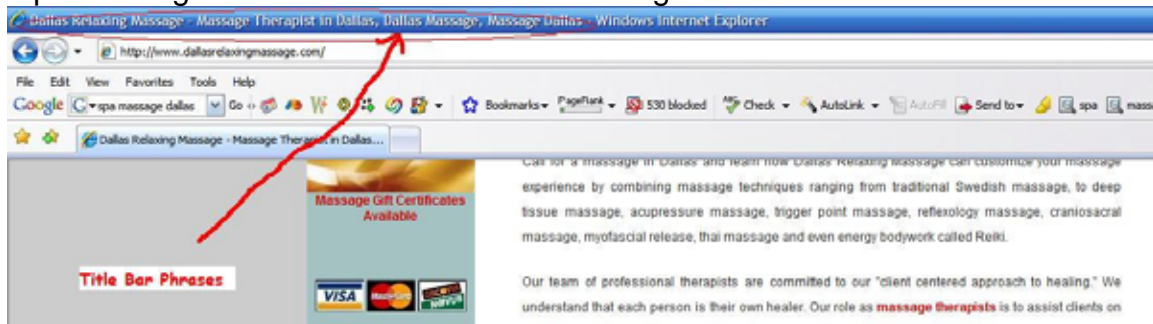 Dallas Relaxing Massage - Massage Therapist in Dallas, Dallas Massage, Massage Dallas - Windows Internet Explorer
http://www.dallasrelaxingmassage.com/
File Edit View Favorites Tools Help
Google G spa massage dallas Go Bookmarks PageRank 530 blocked ABC Check AutoLink AutoFill Send to spa mass
Dallas Relaxing Massage - Massage Therapist in Dallas...
Call for a massage in Dallas and learn how Dallas Relaxing Massage can customize your massage
experience by combining massage techniques ranging from traditional Swedish massage, to deep
tissue massage, acupressure massage, trigger point massage, reflexology massage, craniosacral
massage, myofascial release, thai massage and even energy bodywork called Reiki.
Massage Gift Certificates
Available
Title Bar Phrases
VISA MasterCard
Our team of professional therapists are committed to our "client centered approach to healing." We
understand that each person is their own healer. Our role as massage therapists is to assist clients on